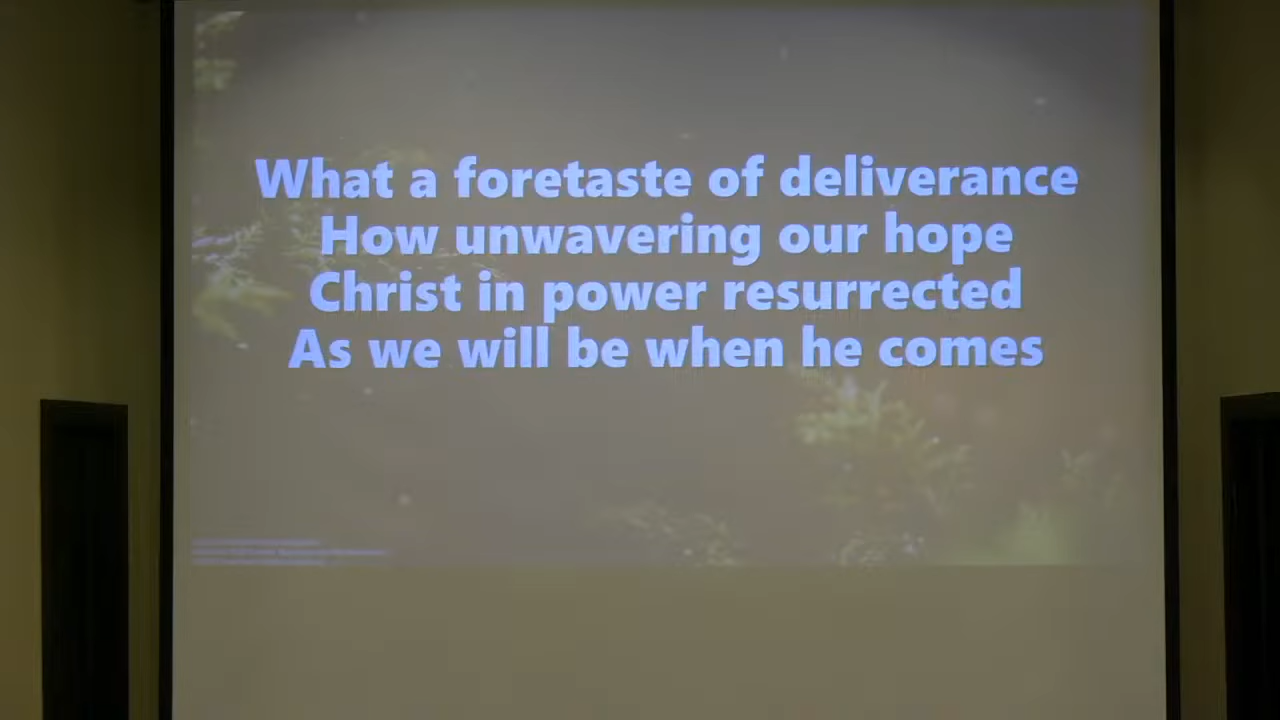 What a foretaste of deliverance
How unwavering our hope
Christ in power resurrected
As we will be when he comes